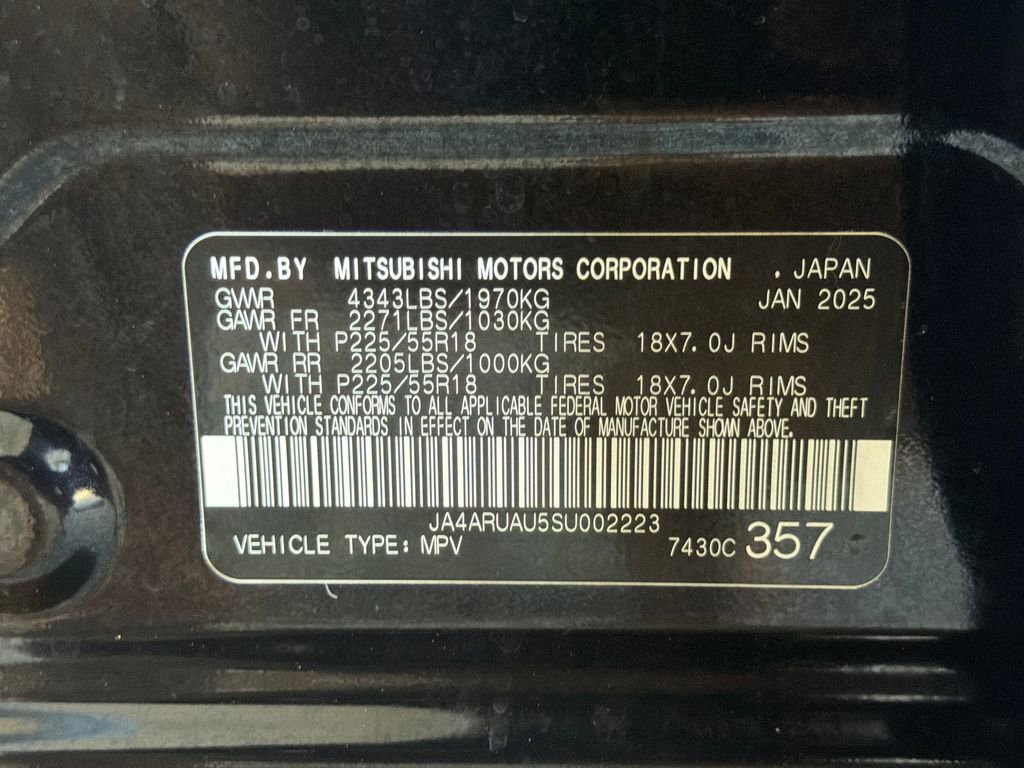 MFD.BY MITSUBISHI MOTORS CORPORATION . JAPAN
GVWR 4343LBS/1970KG JAN 2025
GAWR FR 2271LBS/1030KG
WITH P225/55R18 TIRES 18X7.0J RIMS
GAWR RR 2205LBS/1000KG
WITH P225/55R18 TIRES 18X7.0J RIMS
THIS VEHICLE CONFORMS TO ALL APPLICABLE FEDERAL MOTOR VEHICLE SAFETY AND THEFT
PREVENTION STANDARDS IN EFFECT ON THE DATE OF MANUFACTURE SHOWN ABOVE.
JA4ARUAU5SU002223
VEHICLE TYPE: MPV 7430C 357